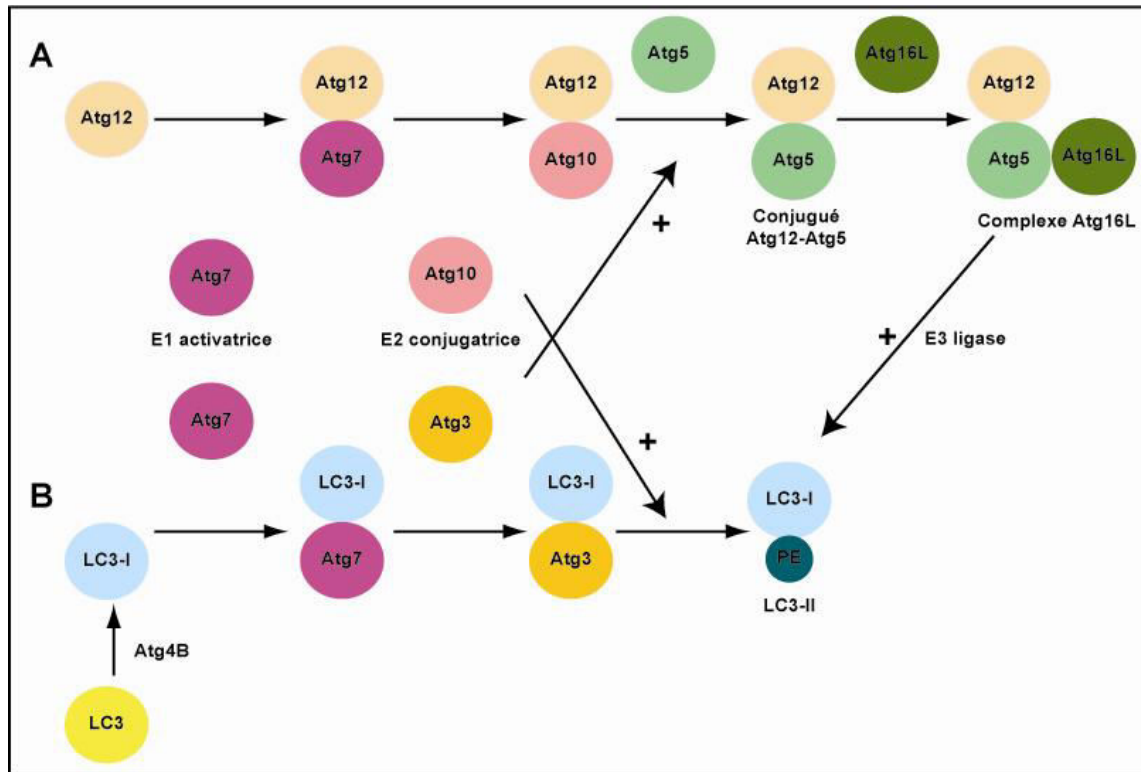 A
Atg12
Atg12
Atg7
Atg12
Atg10
Atg5
Atg12
Atg5
Conjugué
Atg12-Atg5
Atg16L
Atg12
Atg5
Atg16L
Complexe Atg16L
+
Atg7
E1 activatrice
Atg7
Atg10
E2 conjugatrice
Atg3
+
+
E3 ligase
B
LC3-I
LC3-I
Atg7
LC3-I
Atg3
LC3-I
PE
LC3-II
Atg4B
LC3